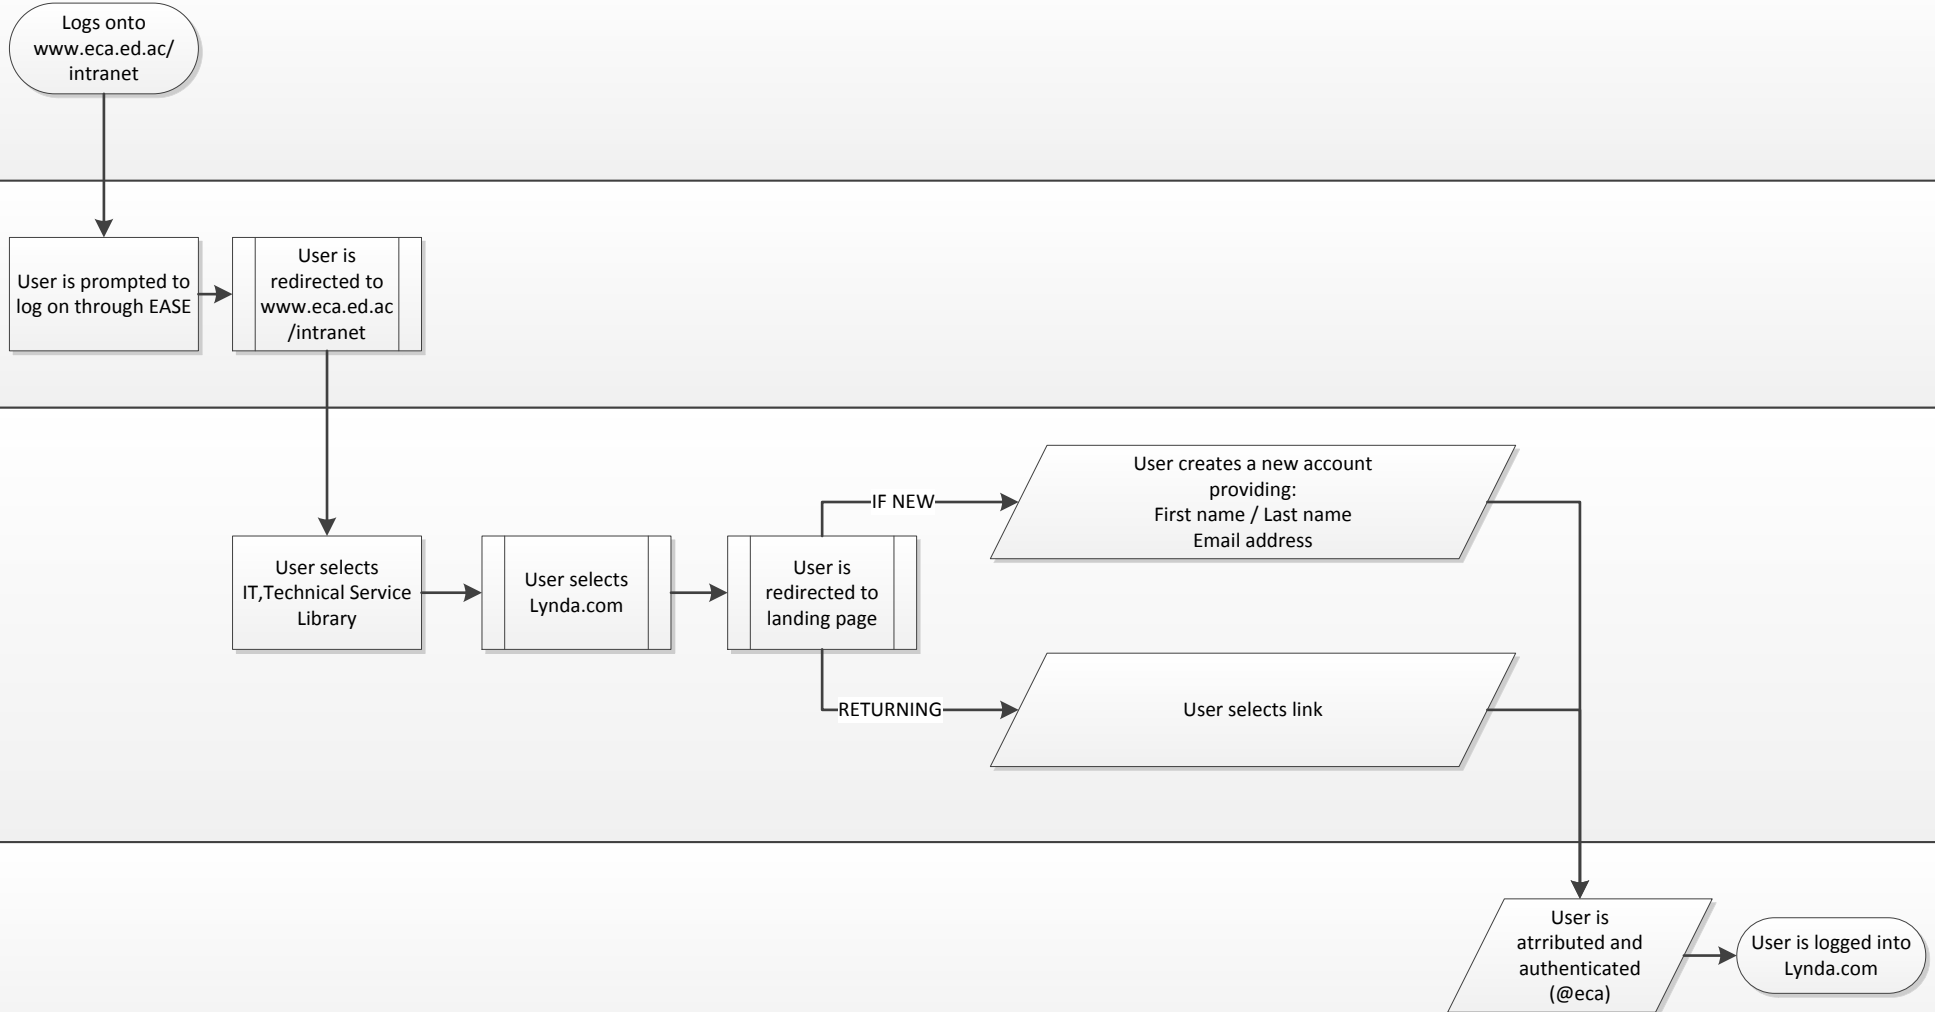 Logs onto
www.eca.ed.ac/
intranet
User is prompted to
log on through EASE
User is
redirected to
www.eca.ed.ac
/intranet
User selects
IT,Technical Service
Library
User selects
Lynda.com
User is
redirected to
landing page
IF NEW
User creates a new account
providing:
First name / Last name
Email address
RETURNING
User selects link
User is
atrributed and
authenticated
(@eca)
User is logged into
Lynda.com